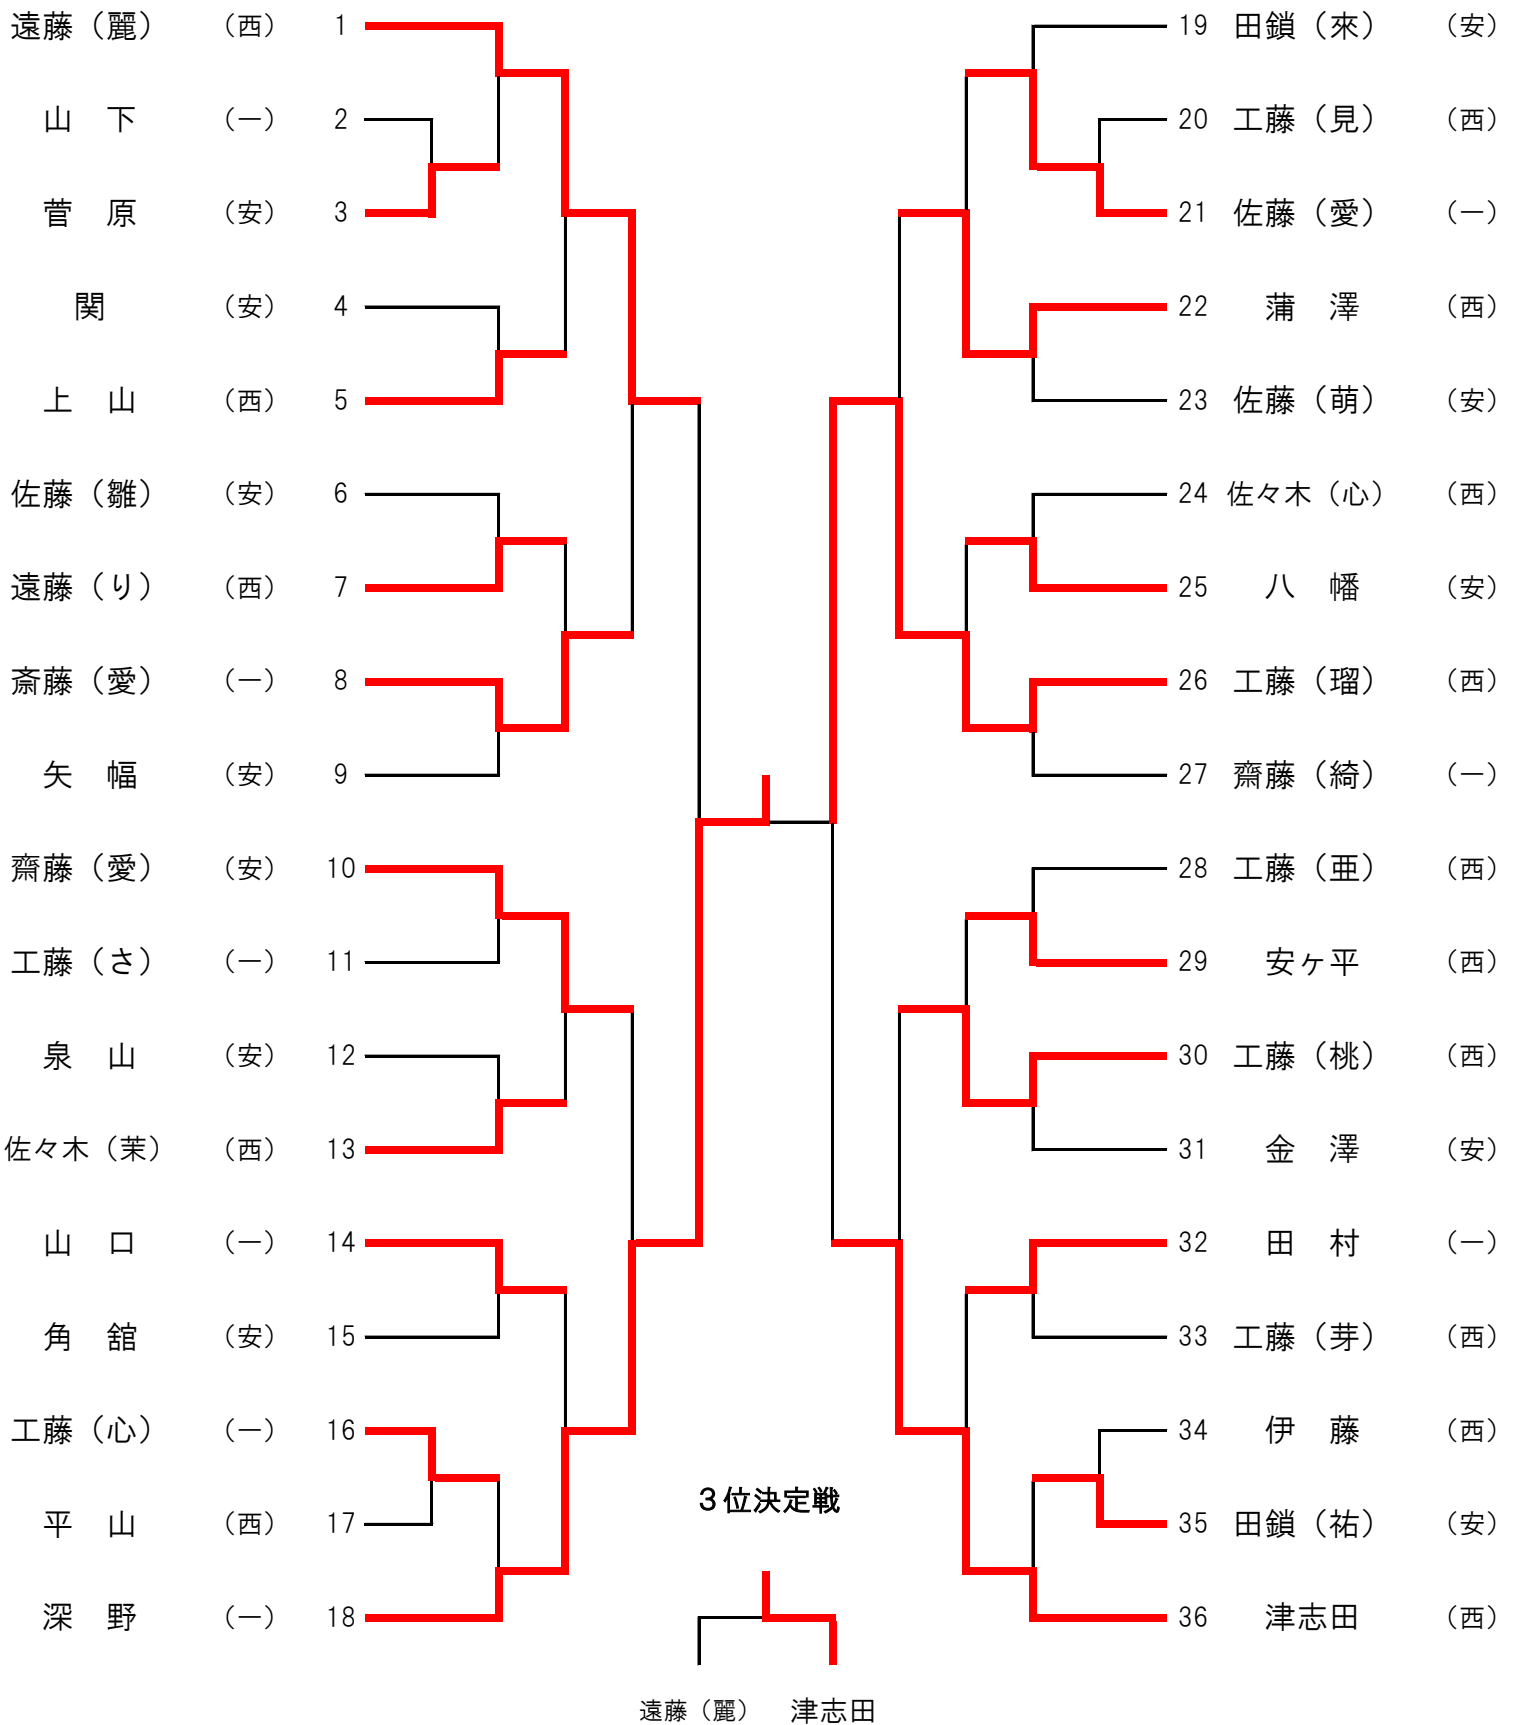 遠藤（麗） （西） 1
山　下 （一） 2
菅　原 （安） 3
関 （安） 4
上　山 （西） 5
佐藤（雛） （安） 6
遠藤（り） （西） 7
斎藤（愛） （一） 8
矢　幅 （安） 9
齋藤（愛） （安） 10
工藤（さ） （一） 11
泉　山 （安） 12
佐々木（茉） （西） 13
山　口 （一） 14
角　舘 （安） 15
工藤（心） （一） 16
平　山 （西） 17
深　野 （一） 18
19 田鎖（來） （安）
20 工藤（見） （西）
21 佐藤（愛） （一）
22 蒲　澤 （西）
23 佐藤（萌） （安）
24 佐々木（心） （西）
25 八　幡 （安）
26 工藤（瑠） （西）
27 齋藤（綺） （一）
28 工藤（亜） （西）
29 安ヶ平 （西）
30 工藤（桃） （西）
31 金　澤 （安）
32 田　村 （一）
33 工藤（芽） （西）
34 伊　藤 （西）
35 田鎖（祐） （安）
36 津志田 （西）
３位決定戦
遠藤（麗） 津志田